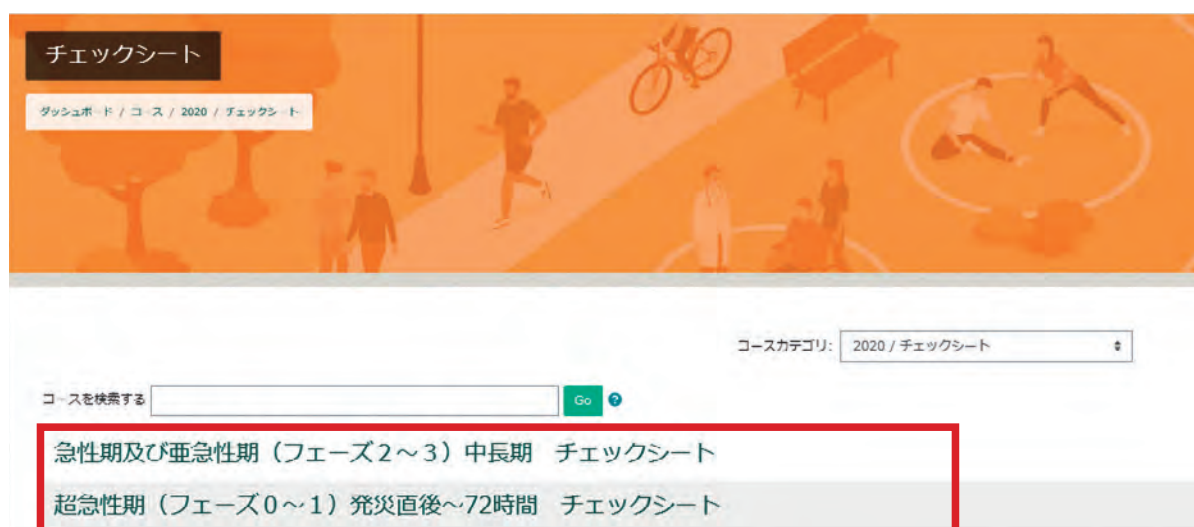 チェックシート
ダッシュボード / コース / 2020 / チェックシート
コースカテゴリ: 2020 / チェックシート
コースを検索する Go ?
急性期及び亜急性期（フェーズ２～３）中長期　チェックシート
超急性期（フェーズ０～１）発災直後～72時間　チェックシート